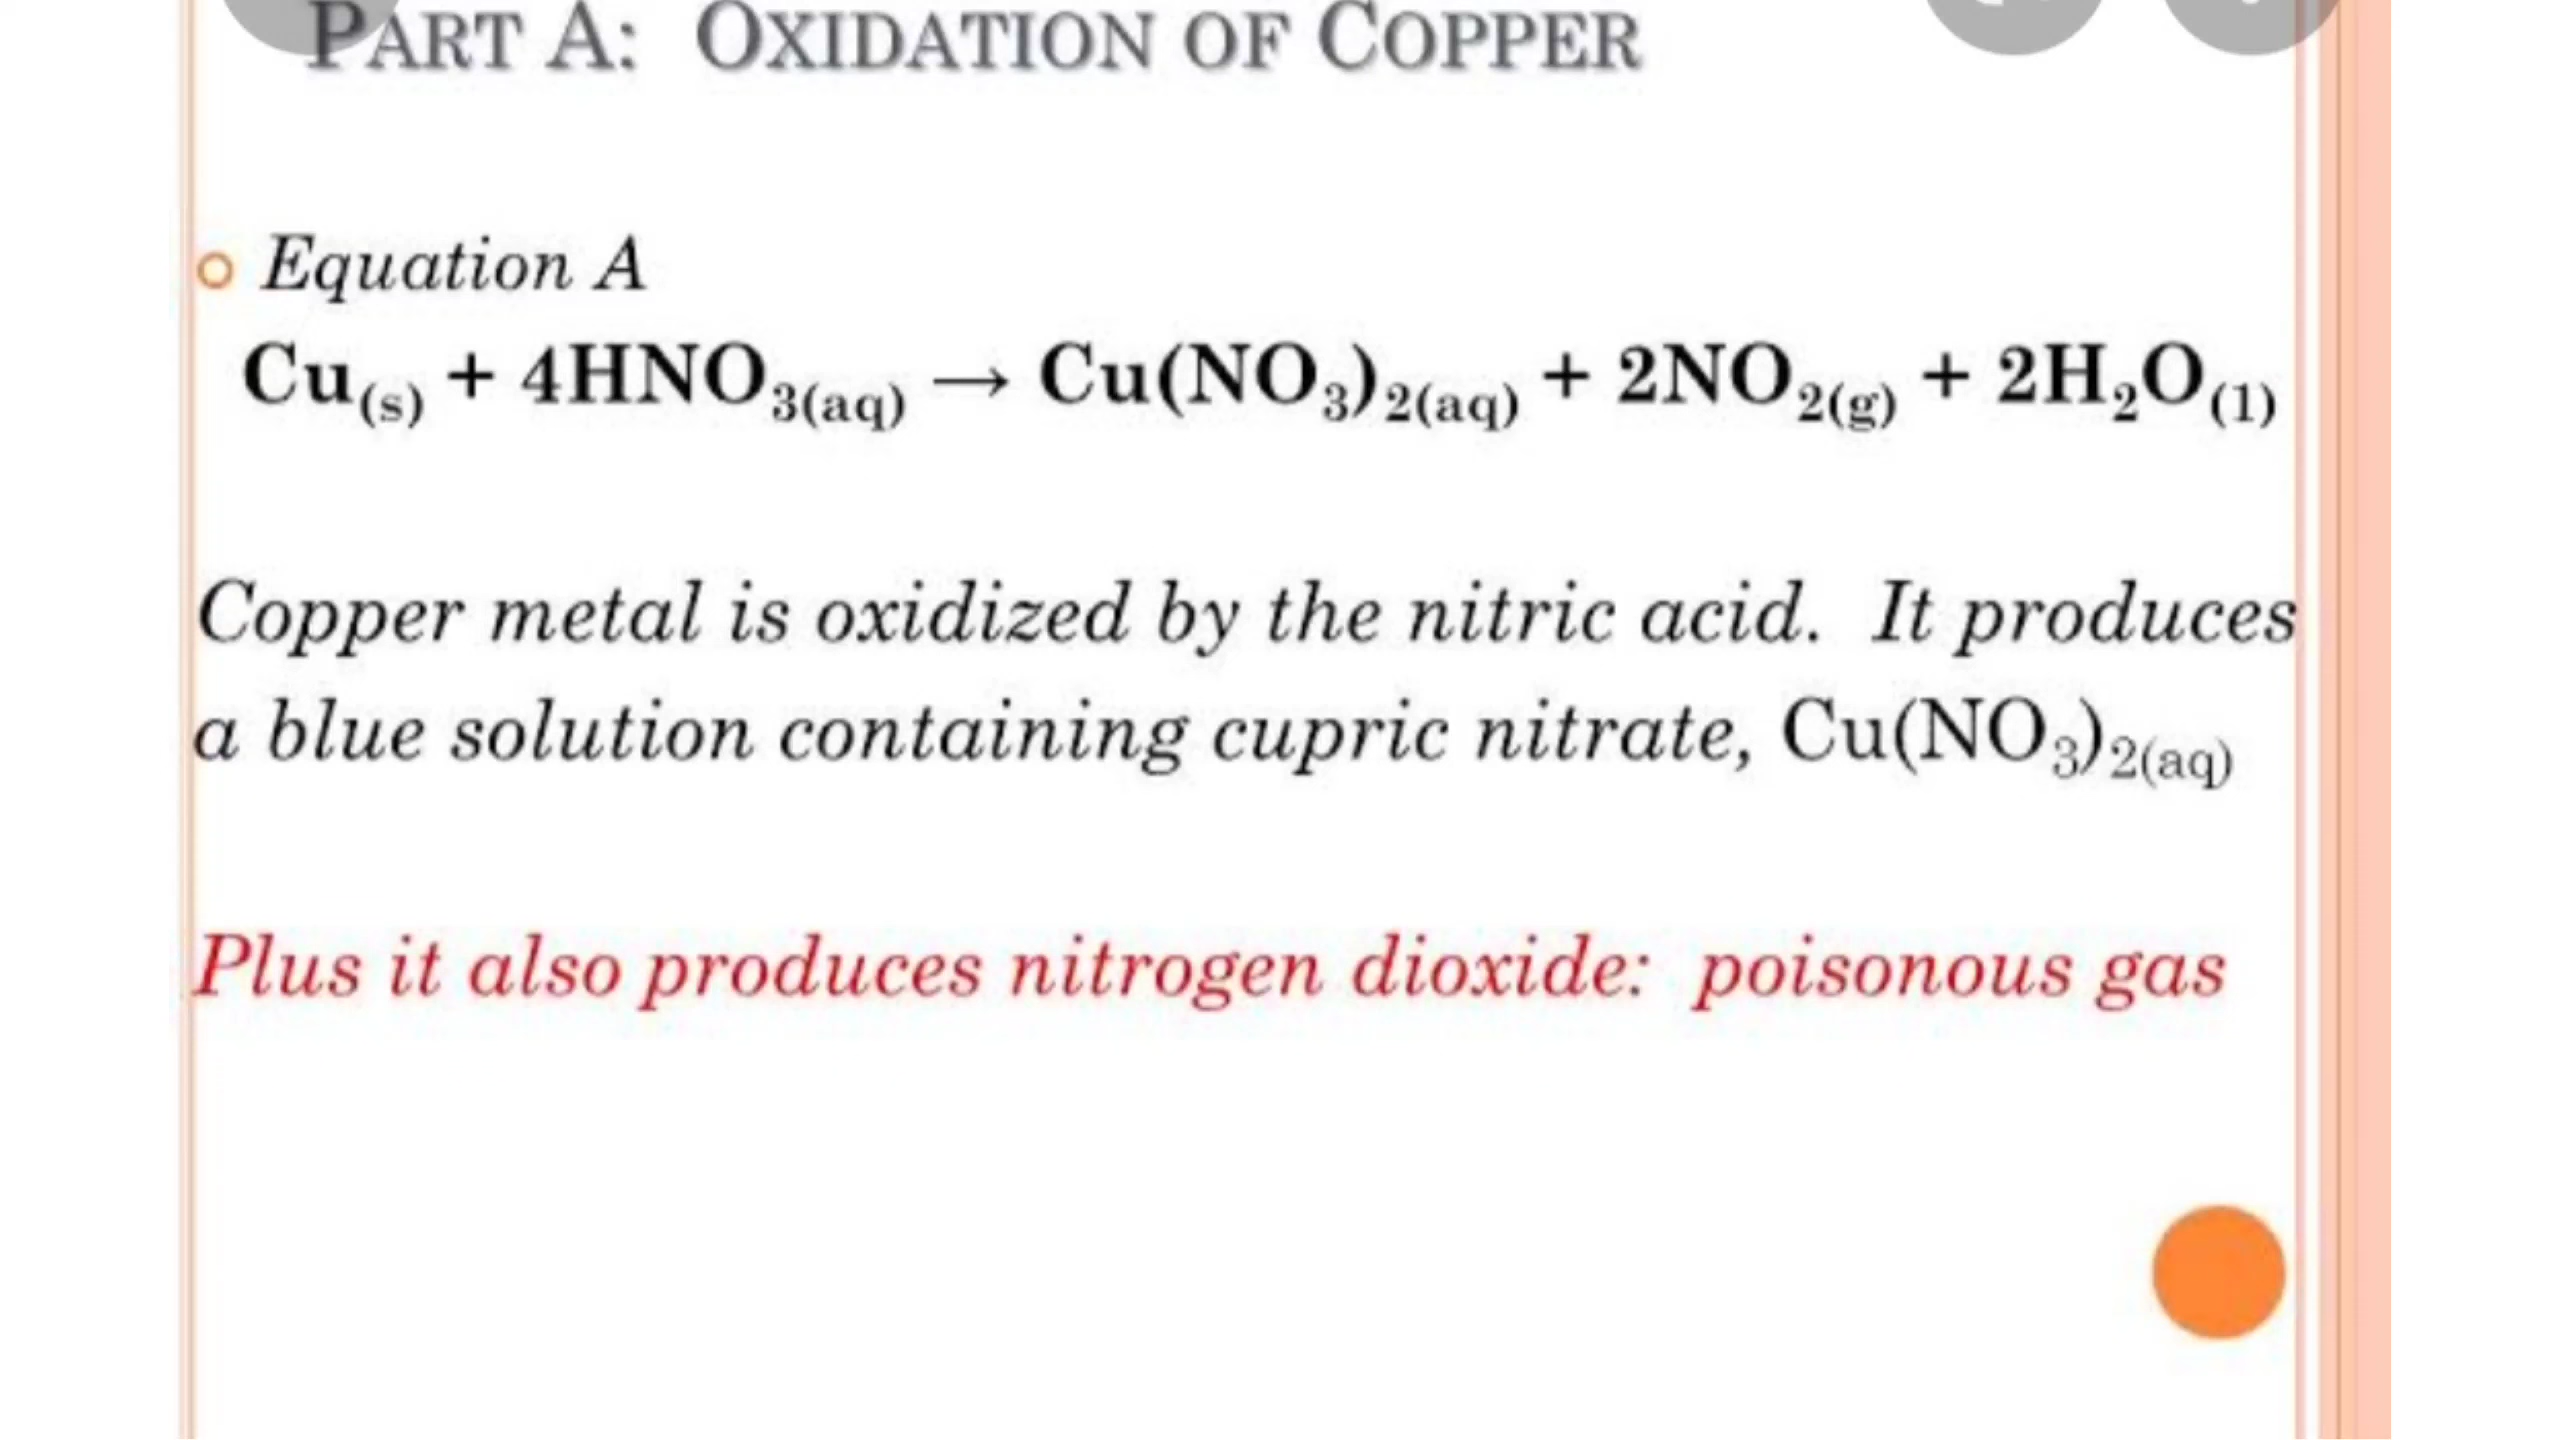 PART A: OXIDATION OF COPPER
Equation A
Cu(s) + 4HNO3(aq) → Cu(NO3)2(aq) + 2NO2(g) + 2H2O(1)
Copper metal is oxidized by the nitric acid. It produces
a blue solution containing cupric nitrate, Cu(NO3)2(aq)
Plus it also produces nitrogen dioxide: poisonous gas